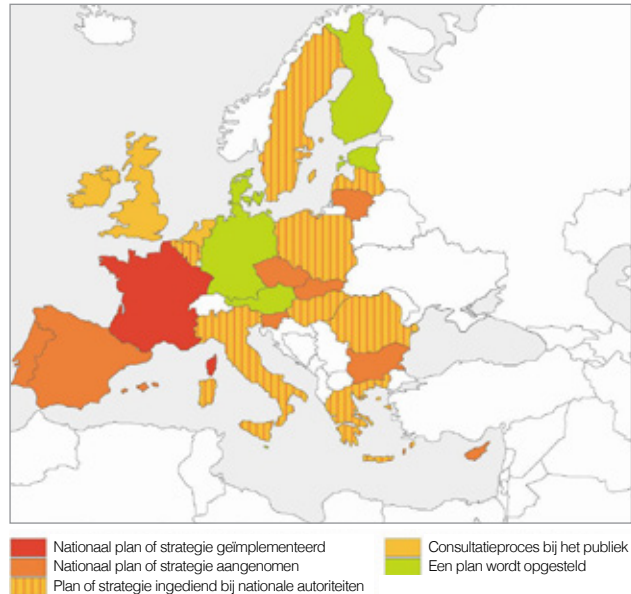 Nationaal plan of strategie geïmplementeerd
Nationaal plan of strategie aangenomen
Plan of strategie ingediend bij nationale autoriteiten
Consultatieproces bij het publiek
Een plan wordt opgesteld